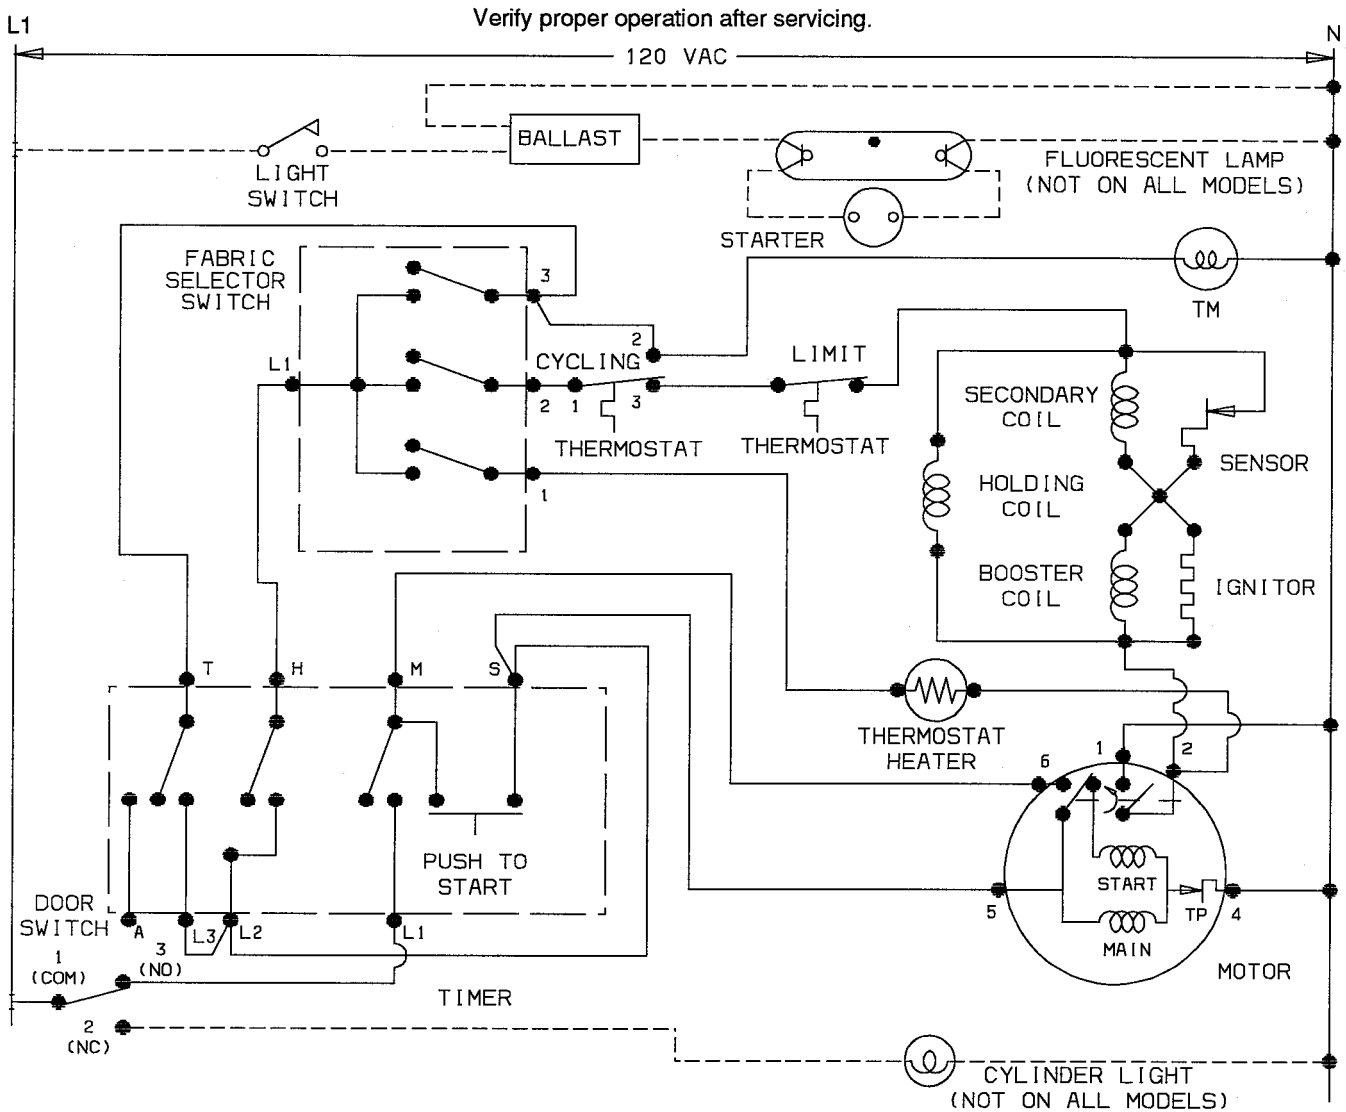 Verify proper operation after servicing.
L1
N
120 VAC
BALLAST
LIGHT
SWITCH
FLUORESCENT LAMP
(NOT ON ALL MODELS)
STARTER
FABRIC
SELECTOR
SWITCH
3
TM
2
CYCLING
LIMIT
L1
2
1
3
THERMOSTAT
THERMOSTAT
SECONDARY
COIL
SENSOR
HOLDING
COIL
1
BOOSTER
COIL
IGNITOR
T
H
M
S
THERMOSTAT
HEATER
6
1
2
PUSH TO
START
START
MAIN
TP
5
4
DOOR
SWITCH
A
L3
L2
L1
1
(COM)
3
(NO)
MOTOR
TIMER
2
(NC)
CYLINDER LIGHT
(NOT ON ALL MODELS)